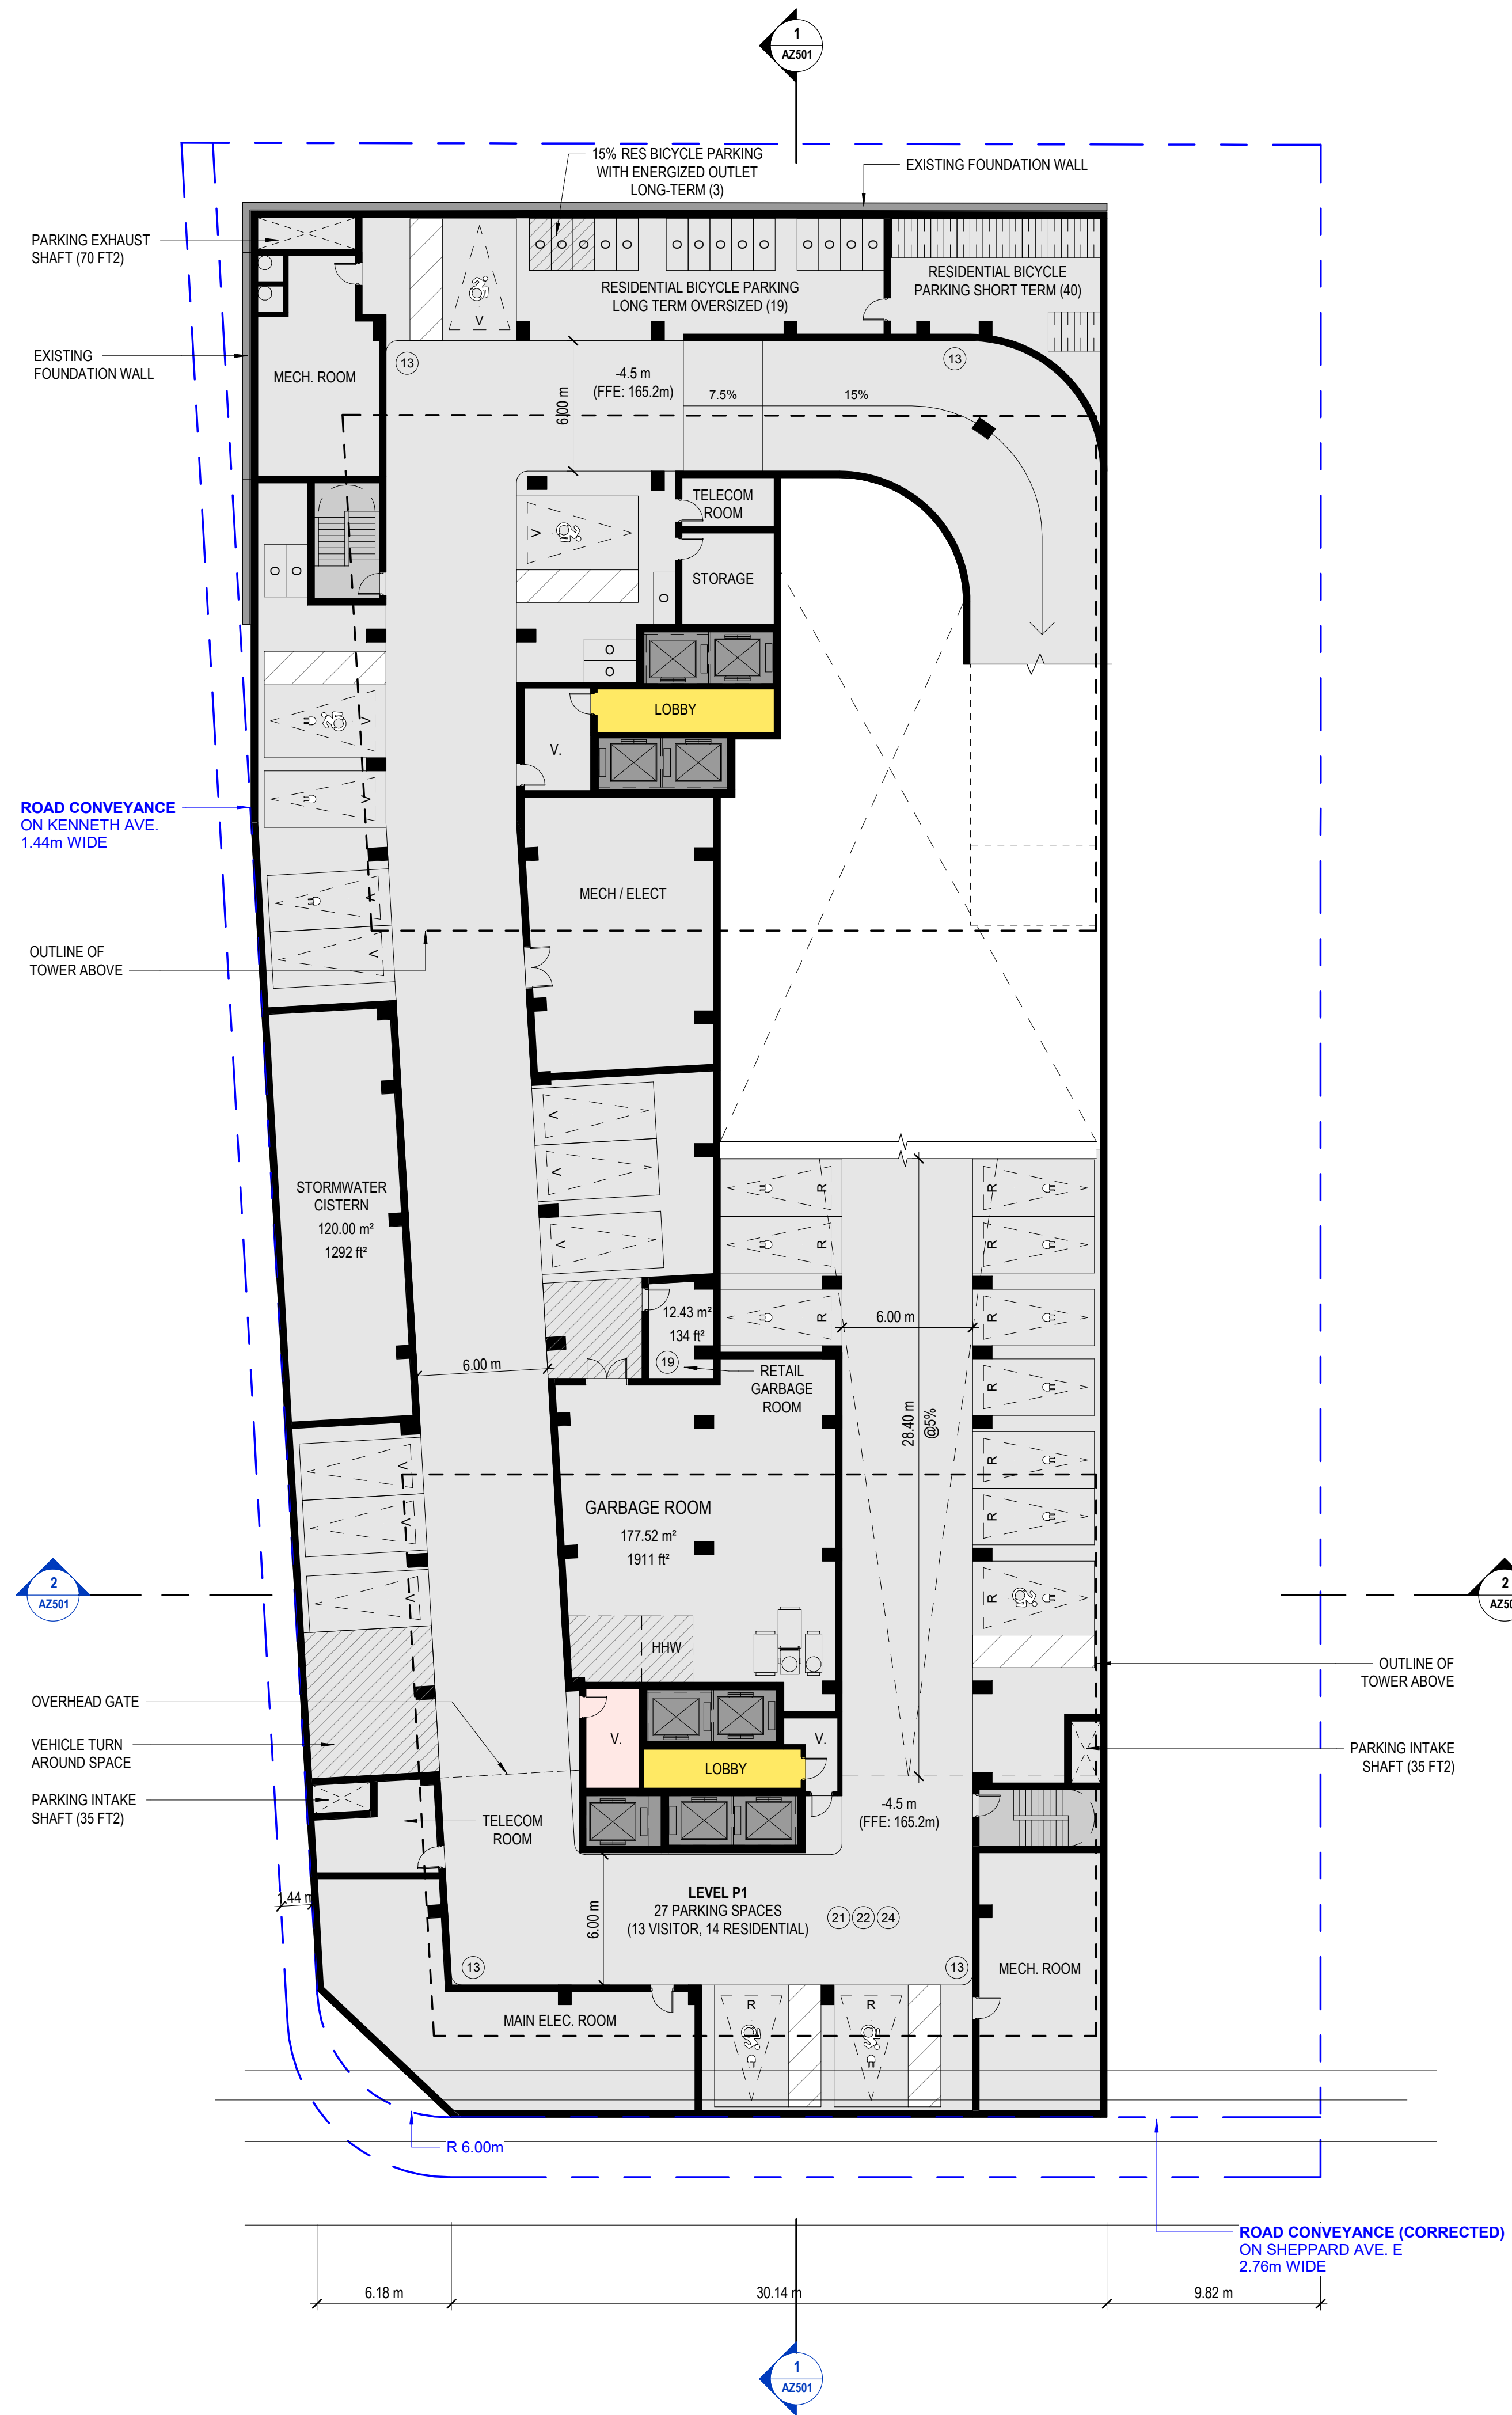 1
AZ501
15% RES BICYCLE PARKING
WITH ENERGIZED OUTLET
LONG-TERM (3)
EXISTING FOUNDATION WALL
PARKING EXHAUST
SHAFT (70 FT2)
O O O O O O O O O O O O O O
RESIDENTIAL BICYCLE PARKING
LONG TERM OVERSIZED (19)
RESIDENTIAL BICYCLE
PARKING SHORT TERM (40)
V
EXISTING
FOUNDATION WALL
MECH. ROOM
13
-4.5 m
(FFE: 165.2m)
6.00 m
7.5%
15%
13
TELECOM
ROOM
V
STORAGE
O O
O
O
O
LOBBY
V.
V
V
ROAD CONVEYANCE
ON KENNETH AVE.
1.44m WIDE
MECH / ELECT
V
V
OUTLINE OF
TOWER ABOVE
V
V
V
STORMWATER
CISTERN
120.00 m²
1292 ft²
R
R
R
R
R
R
12.43 m²
134 ft²
19
6.00 m
6.00 m
RETAIL
GARBAGE
ROOM
R
28.40 m
@5%
R
V
V
V
GARBAGE ROOM
177.52 m²
1911 ft²
R
R
2
AZ501
2
HHW
OUTLINE OF
TOWER ABOVE
OVERHEAD GATE
VEHICLE TURN
AROUND SPACE
V.
V.
LOBBY
PARKING INTAKE
SHAFT (35 FT2)
PARKING INTAKE
SHAFT (35 FT2)
TELECOM
ROOM
-4.5 m
(FFE: 165.2m)
1.44 m
6.00 m
LEVEL P1
27 PARKING SPACES
(13 VISITOR, 14 RESIDENTIAL)
21 22 24
13
13
MECH. ROOM
MAIN ELEC. ROOM
R
R
R 6.00m
ROAD CONVEYANCE (CORRECTED)
ON SHEPPARD AVE. E
2.76m WIDE
6.18 m
30.14 m
9.82 m
1
AZ501